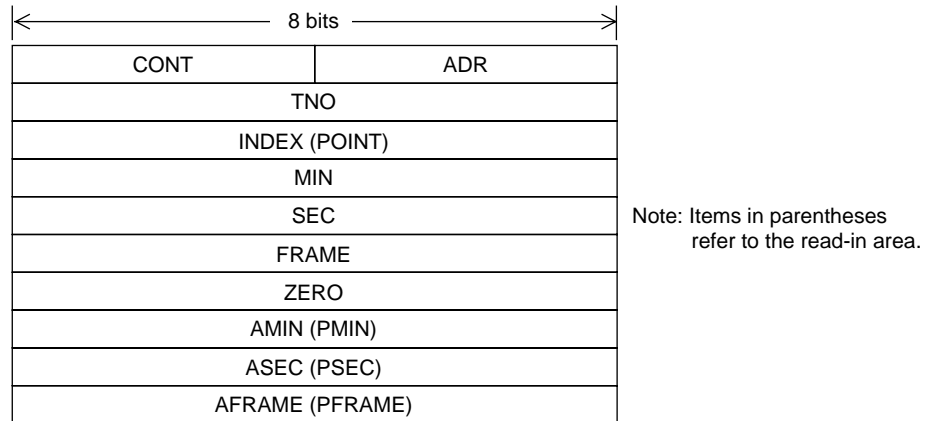 8 bits
CONT ADR
TNO
INDEX (POINT)
MIN
SEC
FRAME
ZERO
AMIN (PMIN)
ASEC (PSEC)
AFRAME (PFRAME)
Note: Items in parentheses
refer to the read-in area.